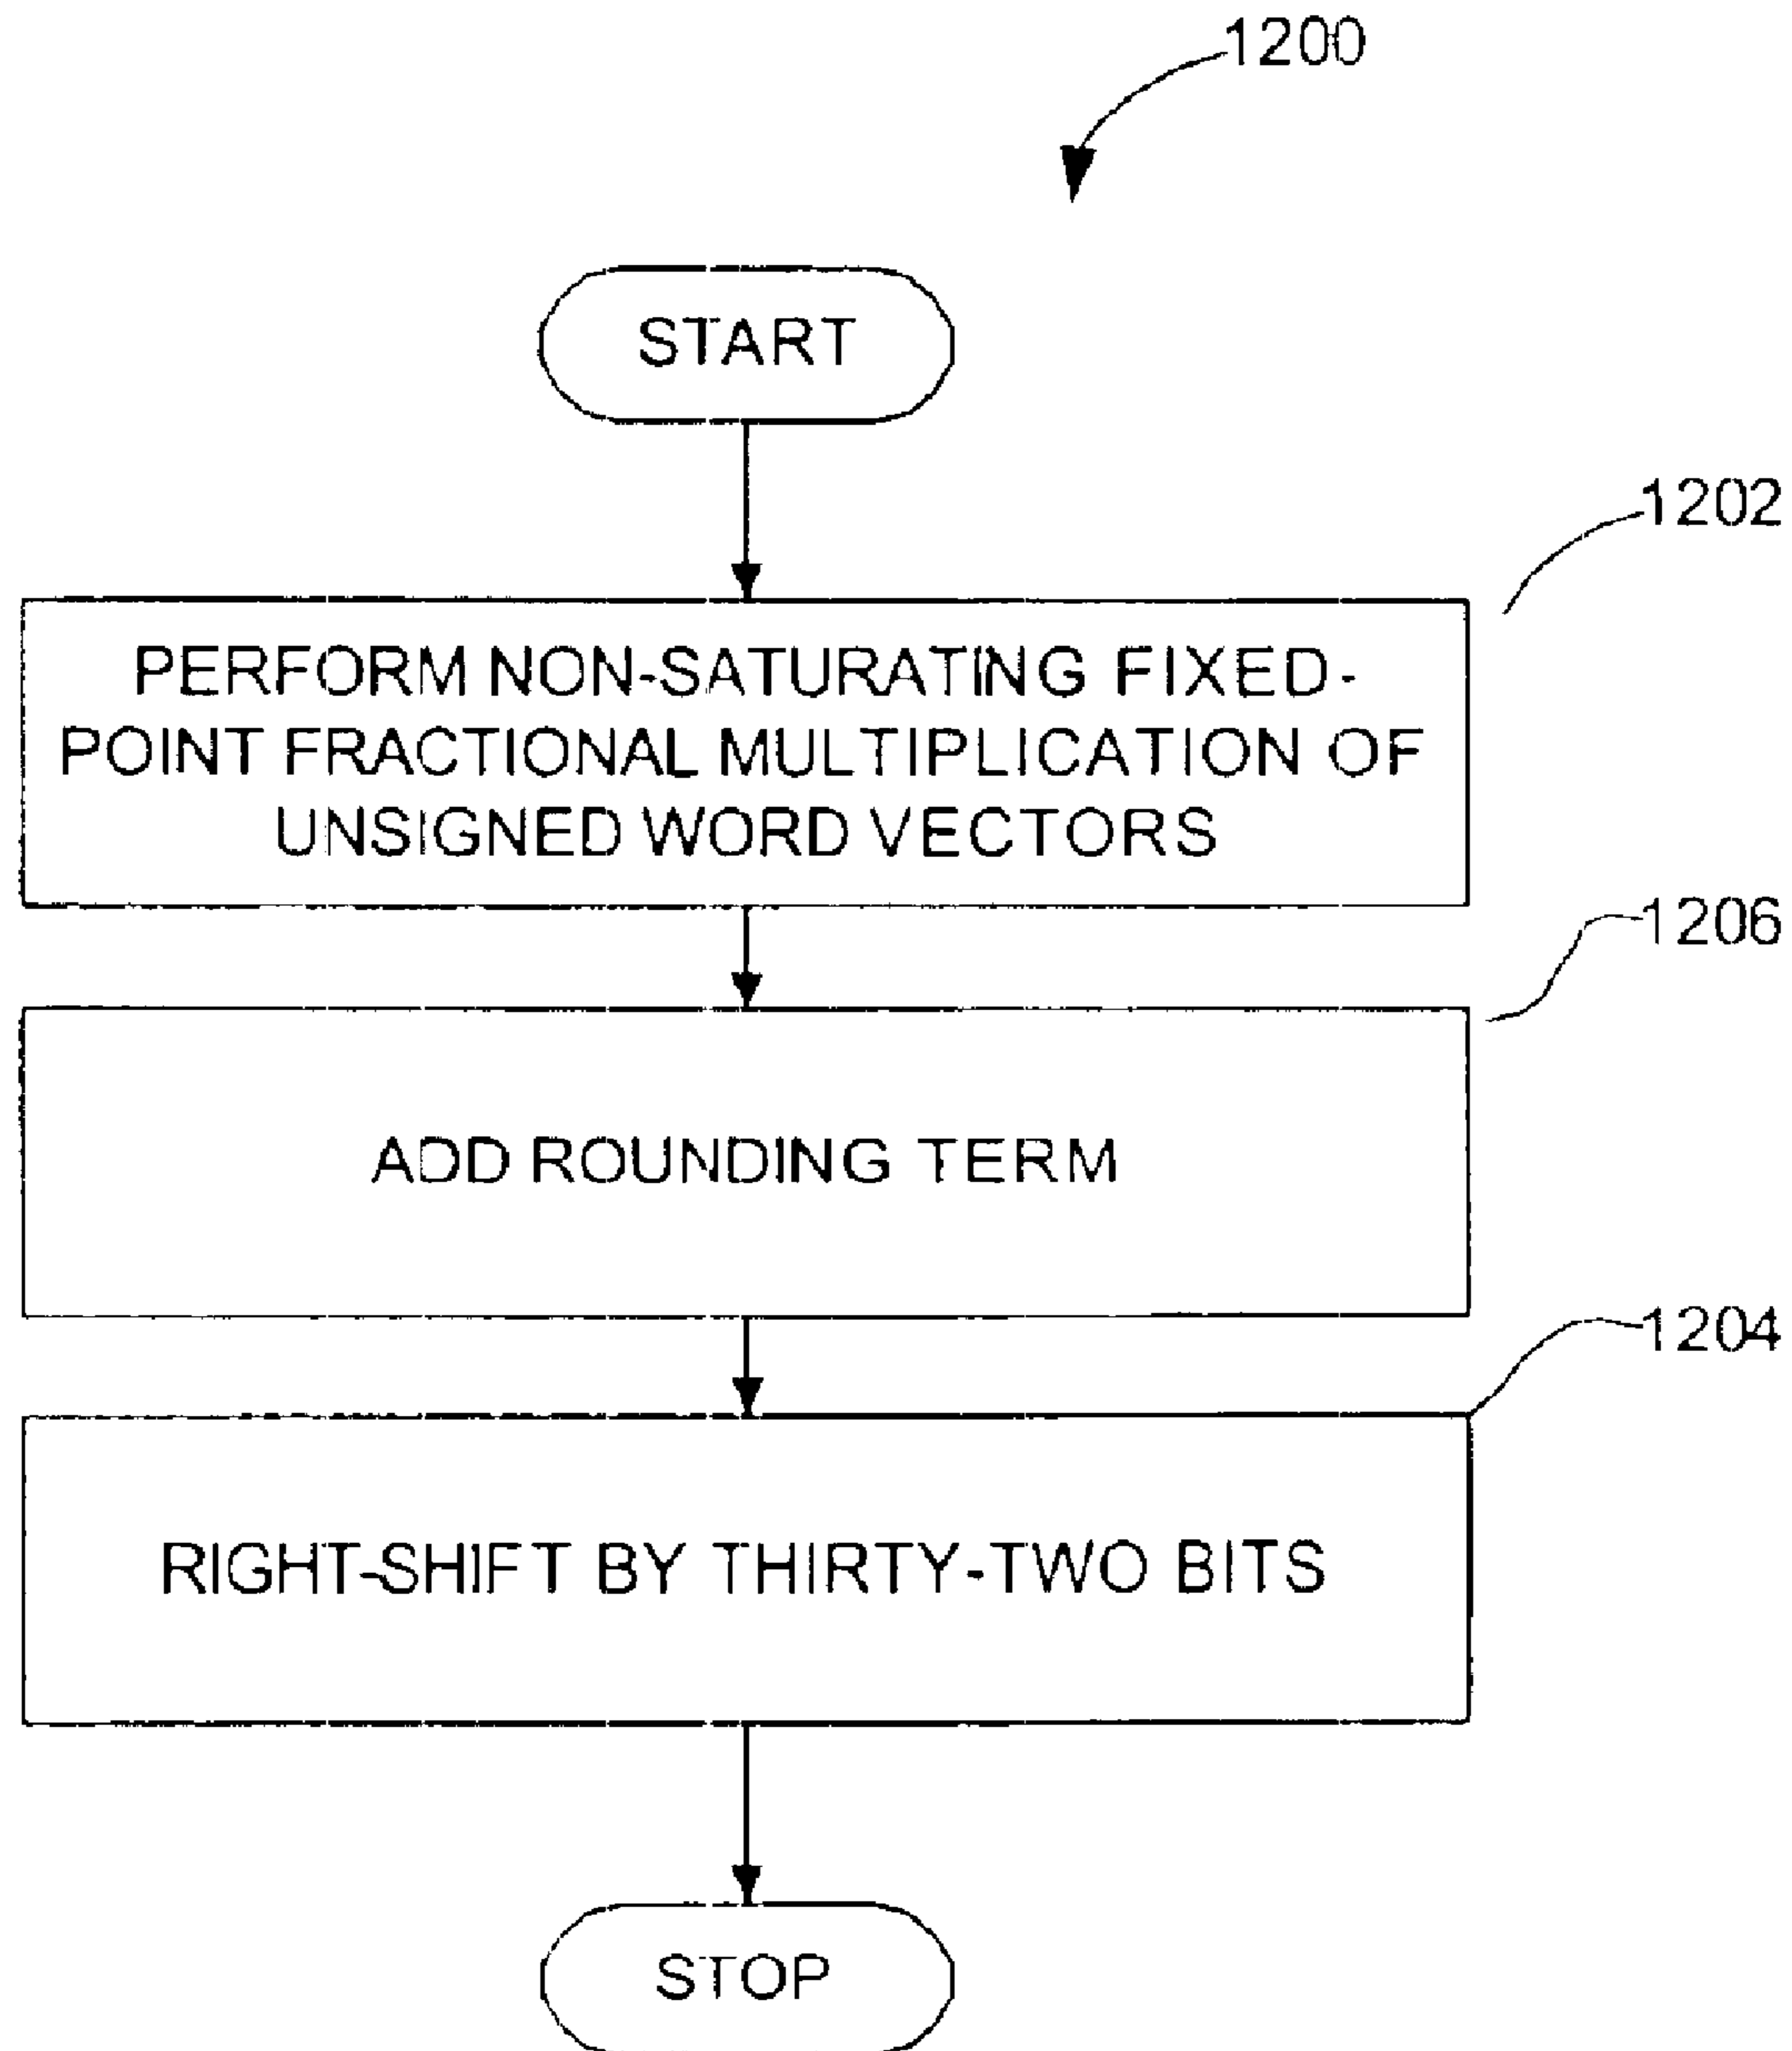 1200
START
1202
PERFORM NON-SATURATING FIXED-
POINT FRACTIONAL MULTIPLICATION OF
UNSIGNED WORD VECTORS
1206
ADD ROUNDING TERM
1204
RIGHT-SHIFT BY THIRTY-TWO BITS
STOP